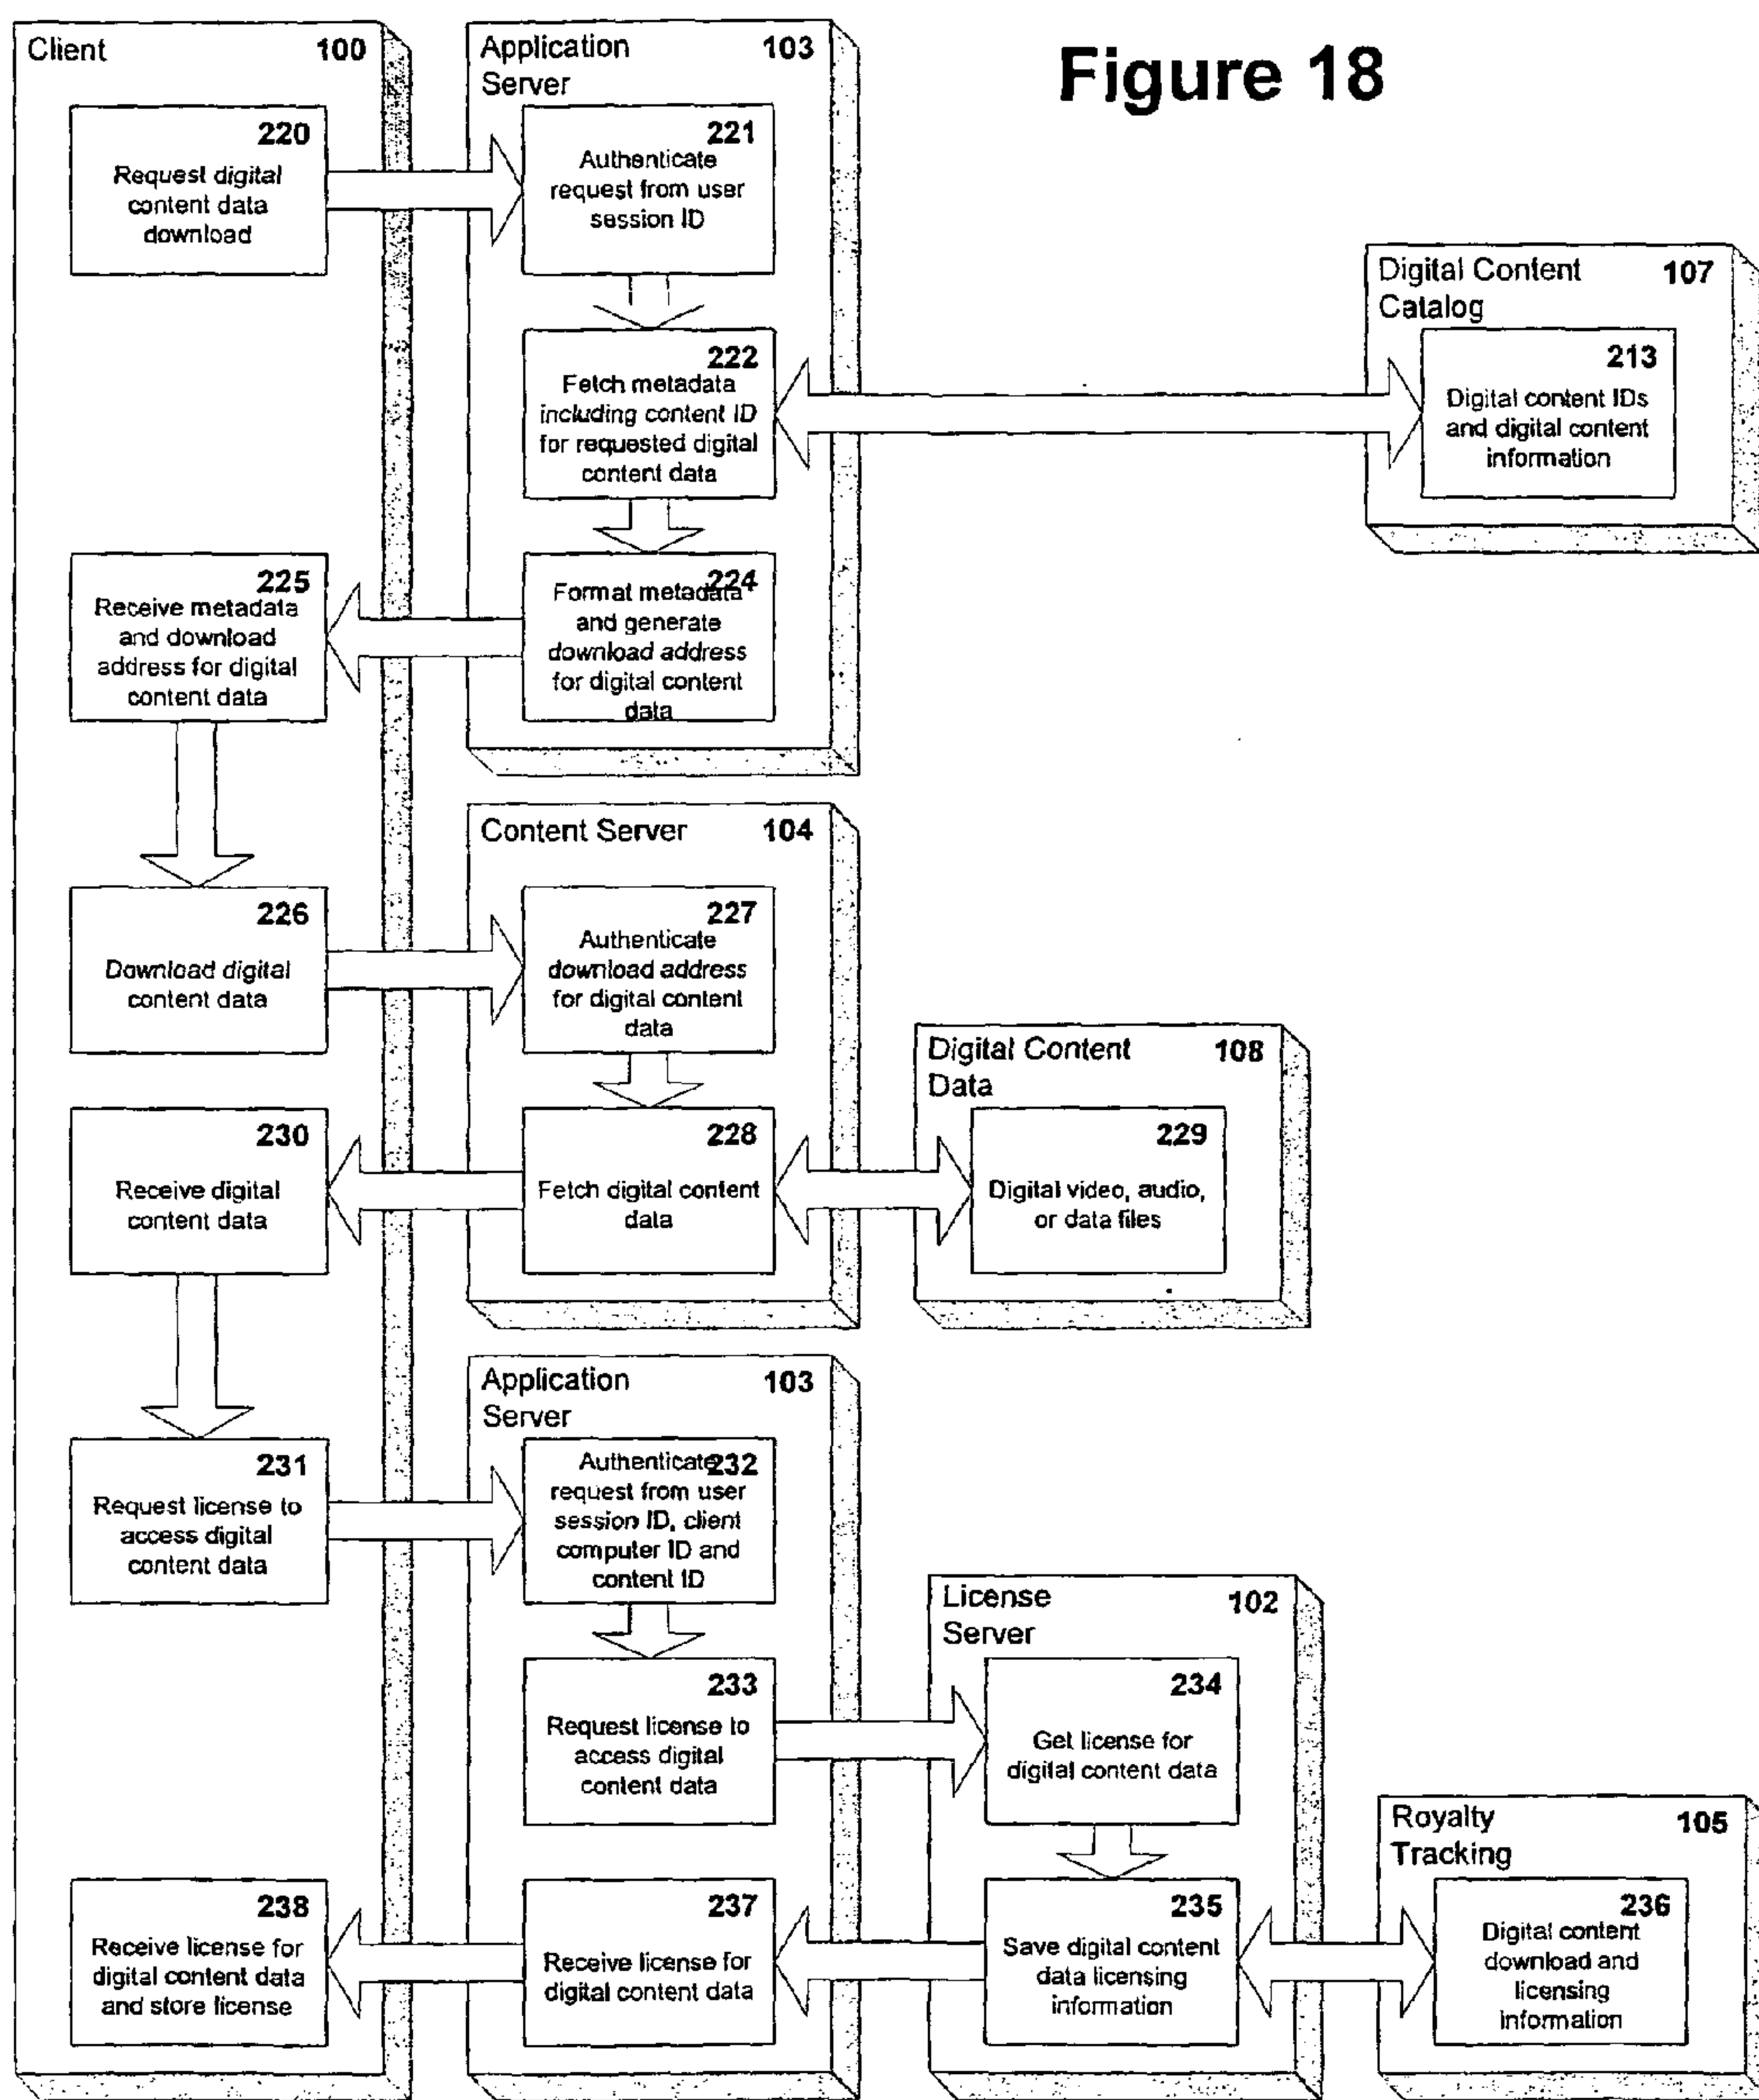 Figure 18
Client 100
Application 103
Server
220
Request digital
content data
download
221
Authenticate
request from user
session ID
Digital Content 107
Catalog
222
Fetch metadata
including content ID
for requested digital
content data
213
Digital content IDs
and digital content
information
225
Receive metadata
and download
address for digital
content data
224
Format metadata
and generate
download address
for digital content
data
Content Server 104
226
Download digital
content data
227
Authenticate
download address
for digital content
data
Digital Content 108
Data
230
Receive digital
content data
228
Fetch digital content
data
229
Digital video, audio,
or data files
Application 103
Server
231
Request license to
access digital
content data
232
Authenticate
request from user
session ID, client
computer ID and
content ID
License 102
Server
233
Request license to
access digital
content data
234
Get license for
digital content data
Royalty 105
Tracking
238
Receive license for
digital content data
and store license
237
Receive license for
digital content data
235
Save digital content
data licensing
information
236
Digital content
download and
licensing
information